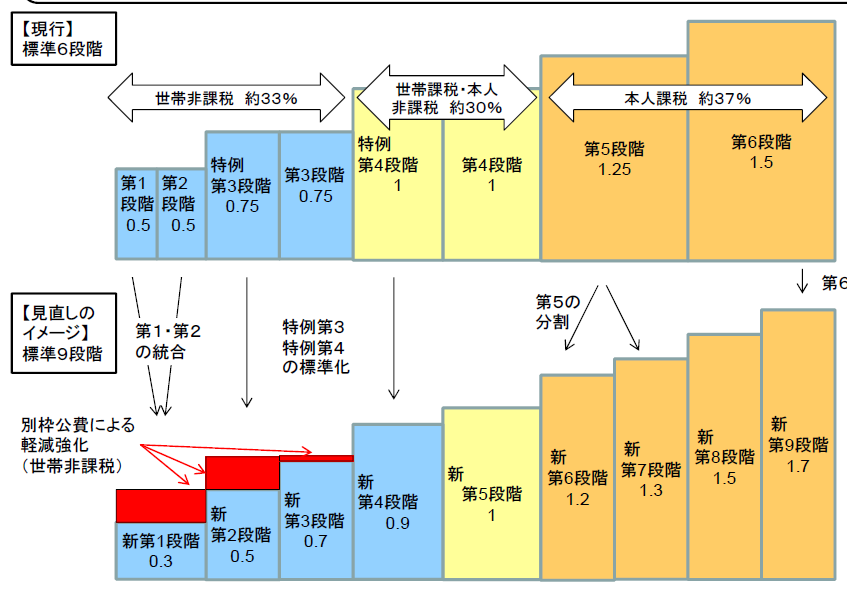 【現行】
標準６段階
世帯非課税　約33％
世帯課税・本人
非課税　約30％
本人課税　約37％
第1
段階
0.5
第２
段階
0.5
特例
第３段階
0.75
第３段階
0.75
特例
第４段階
1
第４段階
1
第５段階
1.25
第６段階
1.5
【見直しの
イメージ】
標準９段階
第１・第２
の統合
特例第３
特例第４
の標準化
第５の
分割
第６
別枠公費による
軽減強化
（世帯非課税）
新第１段階
0.3
新
第２段階
0.5
新
第３段階
0.7
新
第４段階
0.9
新
第５段階
1
新
第６段階
1.2
新
第７段階
1.3
新
第８段階
1.5
新
第９段階
1.7